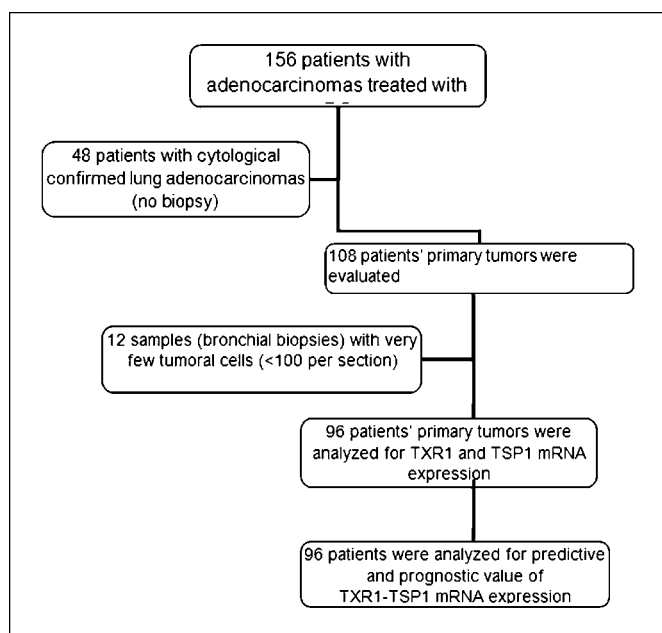 156 patients with
adenocarcinomas treated with
48 patients with cytological
confirmed lung adenocarcinomas
(no biopsy)
108 patients' primary tumors were
evaluated
12 samples (bronchial biopsies) with very
few tumoral cells (<100 per section)
96 patients' primary tumors were
analyzed for TXR1 and TSP1 mRNA
expression
96 patients were analyzed for predictive
and prognostic value of
TXR1-TSP1 mRNA expression